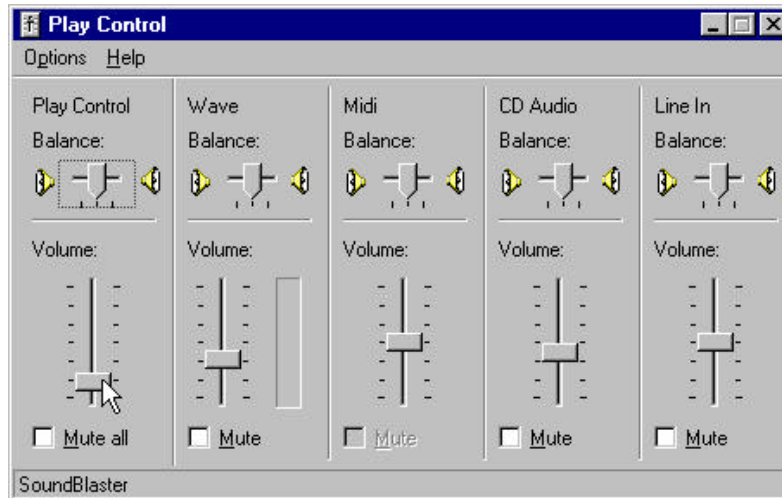 Play Control
Options Help
Play Control Wave Midi CD Audio Line In
Balance: Balance: Balance: Balance: Balance:
Volume: Volume: Volume: Volume: Volume:
Mute all Mute Mute Mute Mute
SoundBlaster